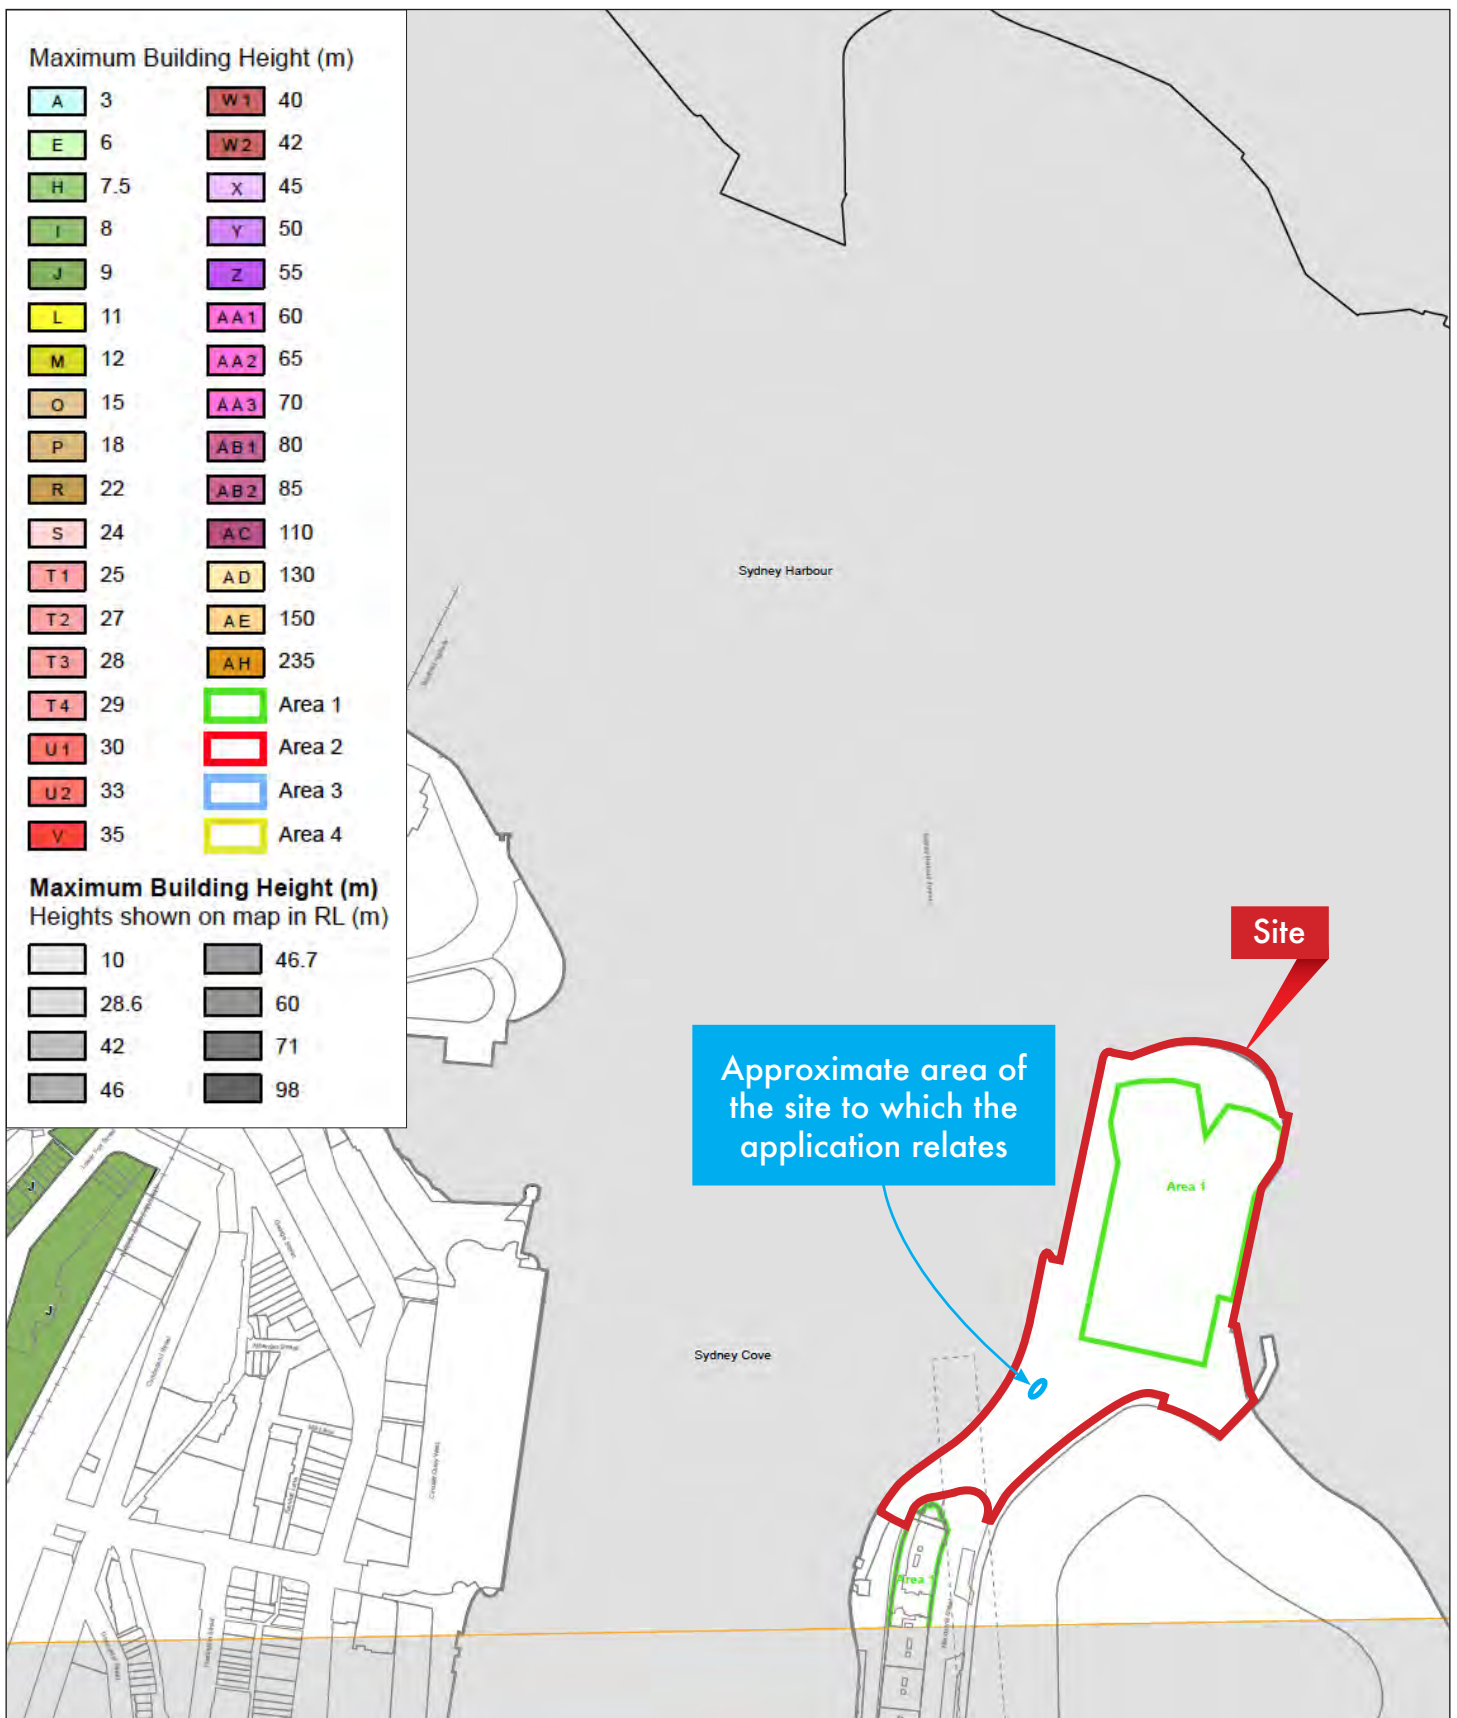 Maximum Building Height (m)
A 3
E 6
H 7.5
I 8
J 9
L 11
M 12
O 15
P 18
R 22
S 24
T1 25
T2 27
T3 28
T4 29
U1 30
U2 33
V 35
W1 40
W2 42
X 45
Y 50
Z 55
AA1 60
AA2 65
AA3 70
AB1 80
AB2 85
AC 110
AD 130
AE 150
AH 235
Area 1
Area 2
Area 3
Area 4
Maximum Building Height (m)
Heights shown on map in RL (m)
10
28.6
42
46
46.7
60
71
98
Sydney Harbour
Site
Approximate area of
the site to which the
application relates
Area 1
Sydney Cove
Area 1
J
J